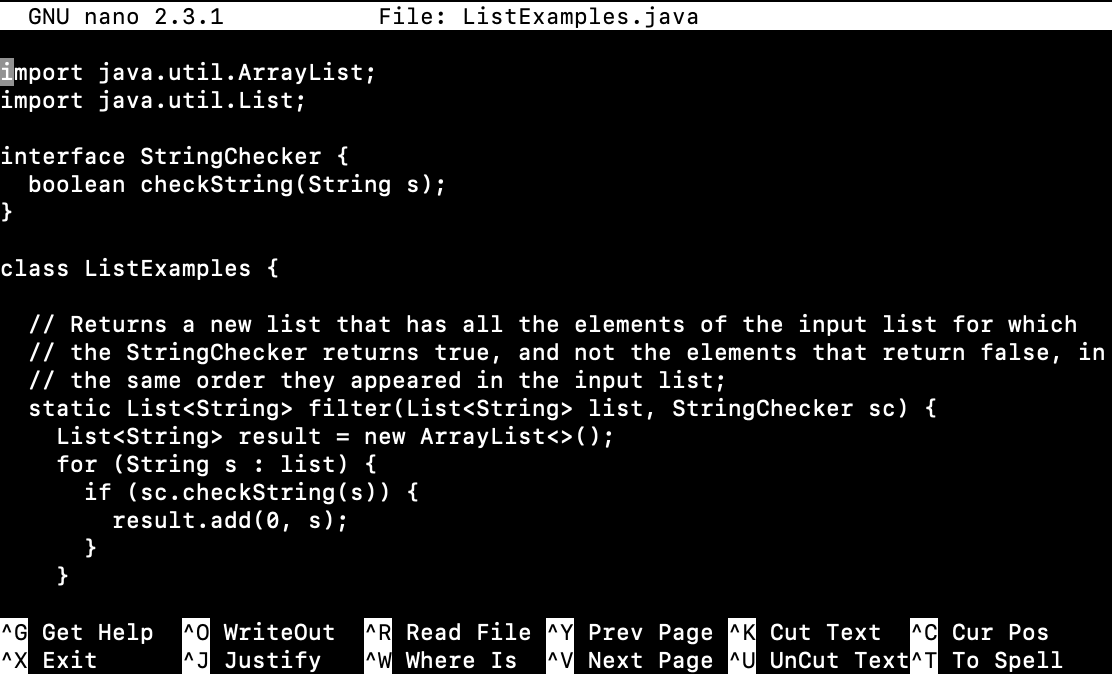 GNU nano 2.3.1           File: ListExamples.java
import java.util.ArrayList;
import java.util.List;
interface StringChecker {
  boolean checkString(String s);
}
class ListExamples {
  // Returns a new list that has all the elements of the input list for which
  // the StringChecker returns true, and not the elements that return false, in
  // the same order they appeared in the input list;
  static List<String> filter(List<String> list, StringChecker sc) {
    List<String> result = new ArrayList<>();
    for (String s : list) {
      if (sc.checkString(s)) {
        result.add(0, s);
      }
    }
^G Get Help  ^O WriteOut  ^R Read File ^Y Prev Page ^K Cut Text  ^C Cur Pos
^X Exit      ^J Justify   ^W Where Is  ^V Next Page ^U UnCut Text^T To Spell